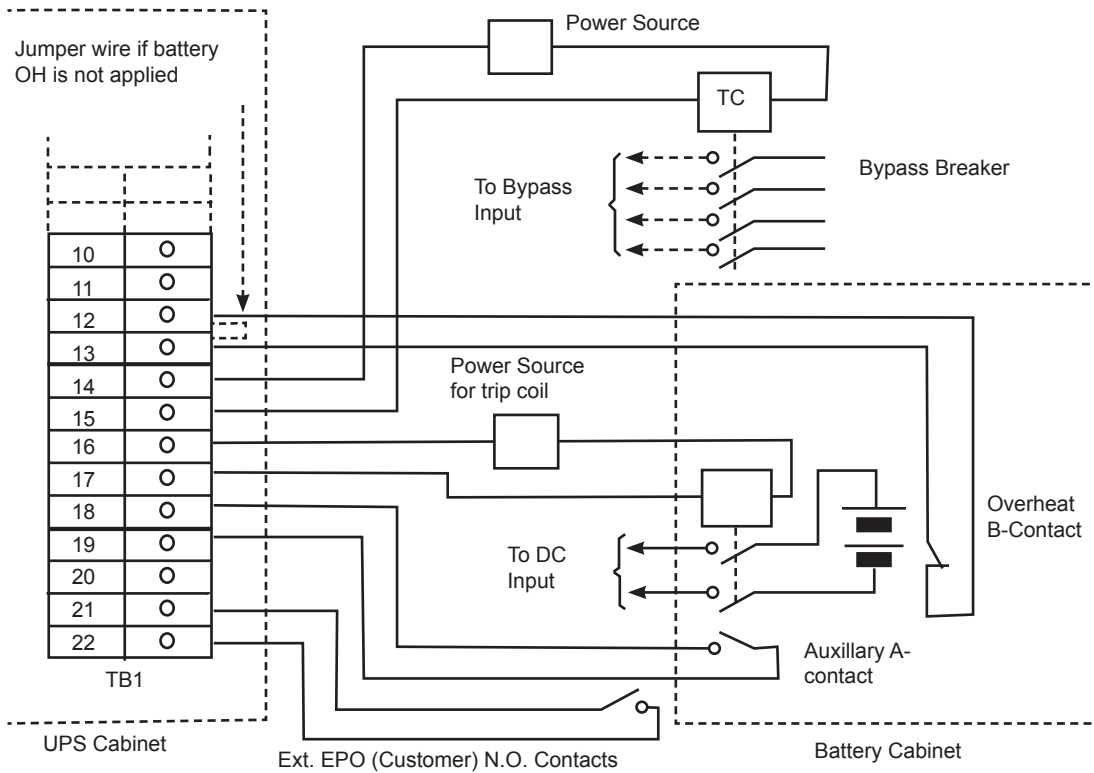 Jumper wire if battery
OH is not applied
Power Source
TC
To Bypass
Input
Bypass Breaker
10
11
12
13
14
15
16
17
18
19
20
21
22
TB1
Power Source
for trip coil
To DC
Input
Overheat
B-Contact
Auxillary A-
contact
UPS Cabinet
Ext. EPO (Customer) N.O. Contacts
Battery Cabinet